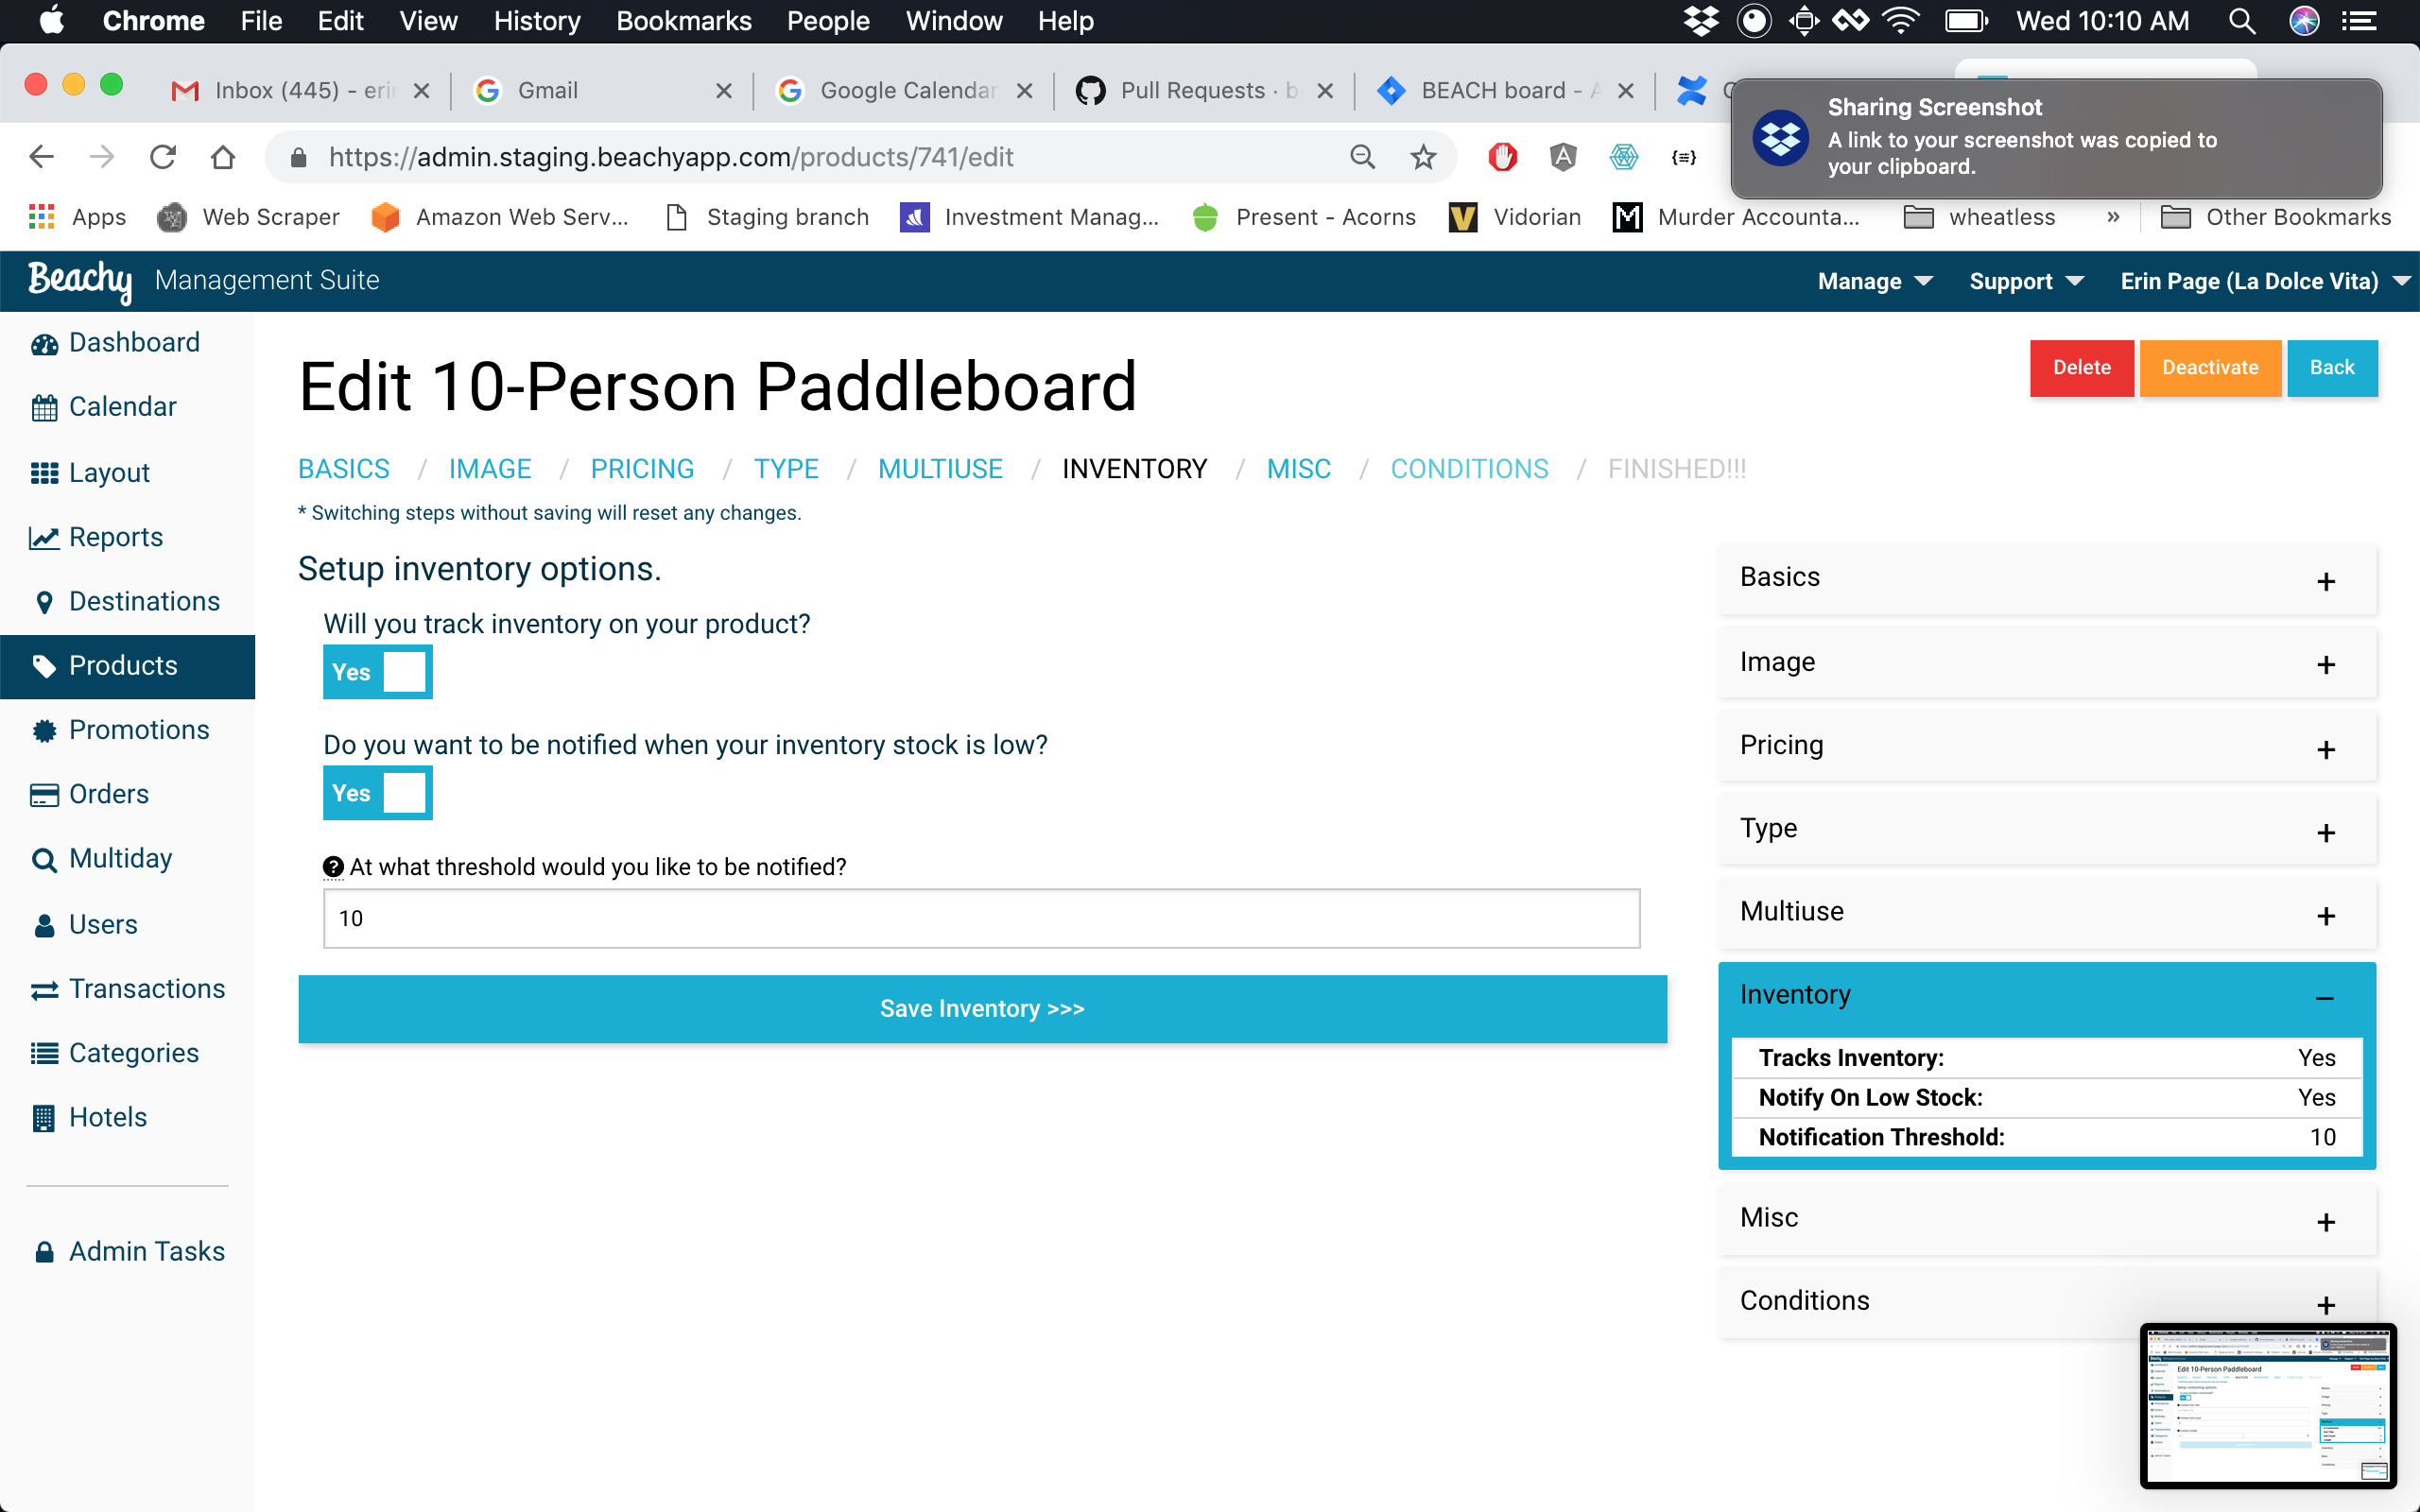 Chrome File Edit View History Bookmarks People Window Help Wed 10:10 AM
Inbox (445) - erin Gmail Google Calendar Pull Requests · b BEACH board - A
Sharing Screenshot
A link to your screenshot was copied to
your clipboard.
https://admin.staging.beachyapp.com/products/741/edit
Apps Web Scraper Amazon Web Serv... Staging branch Investment Manag... Present - Acorns Vidorian Murder Accounta... wheatless » Other Bookmarks
Beachy Management Suite Manage Support Erin Page (La Dolce Vita)
Dashboard
Calendar
Layout
Reports
Destinations
Products
Promotions
Orders
Multiday
Users
Transactions
Categories
Hotels
Admin Tasks
Edit 10-Person Paddleboard
Delete Deactivate Back
BASICS / IMAGE / PRICING / TYPE / MULTIUSE / INVENTORY / MISC / CONDITIONS / FINISHED!!!
* Switching steps without saving will reset any changes.
Setup inventory options.
Will you track inventory on your product?
Yes
Do you want to be notified when your inventory stock is low?
Yes
? At what threshold would you like to be notified?
10
Save Inventory >>>
Basics +
Image +
Pricing +
Type +
Multiuse +
Inventory –
Tracks Inventory: Yes
Notify On Low Stock: Yes
Notification Threshold: 10
Misc +
Conditions +
Edit 10-Person Paddleboard